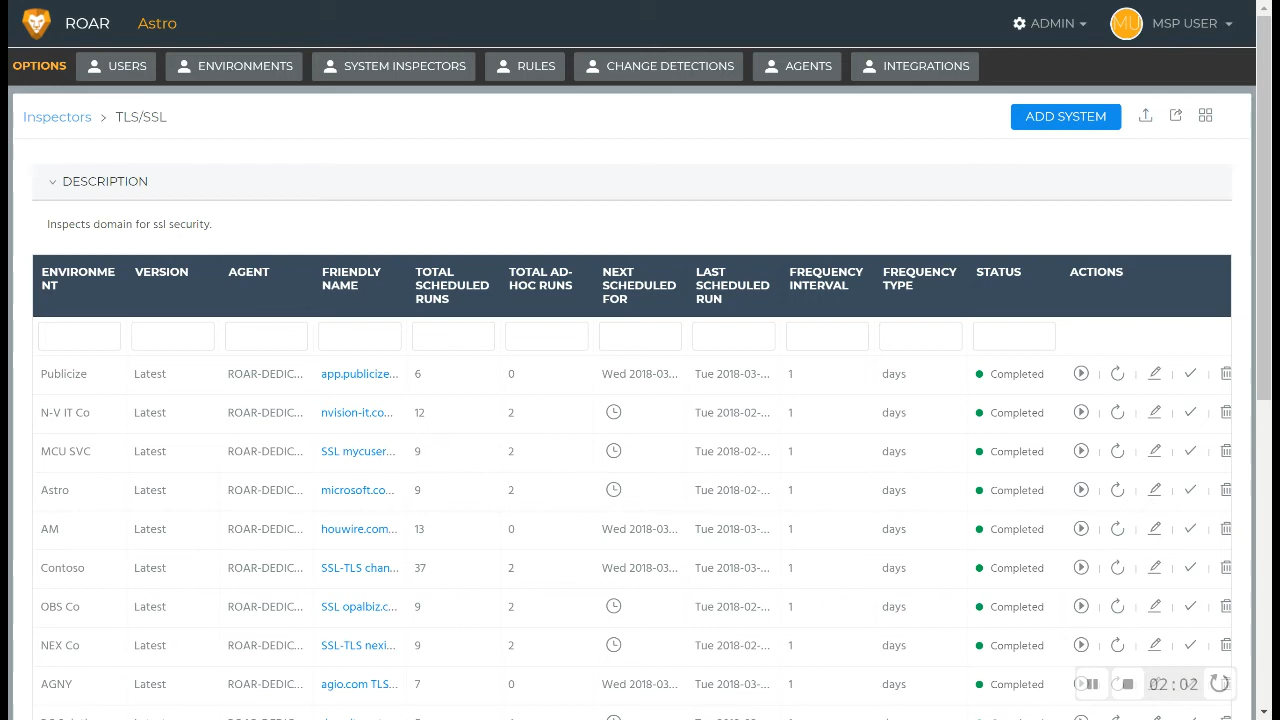 ROAR Astro ADMIN MU MSP USER
OPTIONS USERS ENVIRONMENTS SYSTEM INSPECTORS RULES CHANGE DETECTIONS AGENTS INTEGRATIONS
Inspectors > TLS/SSL ADD SYSTEM
DESCRIPTION
Inspects domain for ssl security.
ENVIRONME
NT
VERSION
AGENT
FRIENDLY
NAME
TOTAL
SCHEDULED
RUNS
TOTAL AD-
HOC RUNS
NEXT
SCHEDULED
FOR
LAST
SCHEDULED
RUN
FREQUENCY
INTERVAL
FREQUENCY
TYPE
STATUS
ACTIONS
Publicize Latest ROAR-DEDIC... app.publicize... 6 0 Wed 2018-03... Tue 2018-03-... 1 days Completed
N-V IT Co Latest ROAR-DEDIC... nvision-it.co... 12 2 Tue 2018-02-... 1 days Completed
MCU SVC Latest ROAR-DEDIC... SSL mycuser... 9 2 Tue 2018-02-... 1 days Completed
Astro Latest ROAR-DEDIC... microsoft.co... 9 2 Tue 2018-02-... 1 days Completed
AM Latest ROAR-DEDIC... houwire.com... 13 0 Wed 2018-03... Tue 2018-03-... 1 days Completed
Contoso Latest ROAR-DEDIC... SSL-TLS chan... 37 2 Wed 2018-03... Tue 2018-03-... 1 days Completed
OBS Co Latest ROAR-DEDIC... SSL opalbiz.c... 9 2 Tue 2018-02-... 1 days Completed
NEX Co Latest ROAR-DEDIC... SSL-TLS nexi... 9 2 Tue 2018-02-... 1 days Completed
AGNY Latest ROAR-DEDIC... agio.com TLS... 7 0 Wed 2018-03... Tue 2018-03-... 1 days Completed
02:02